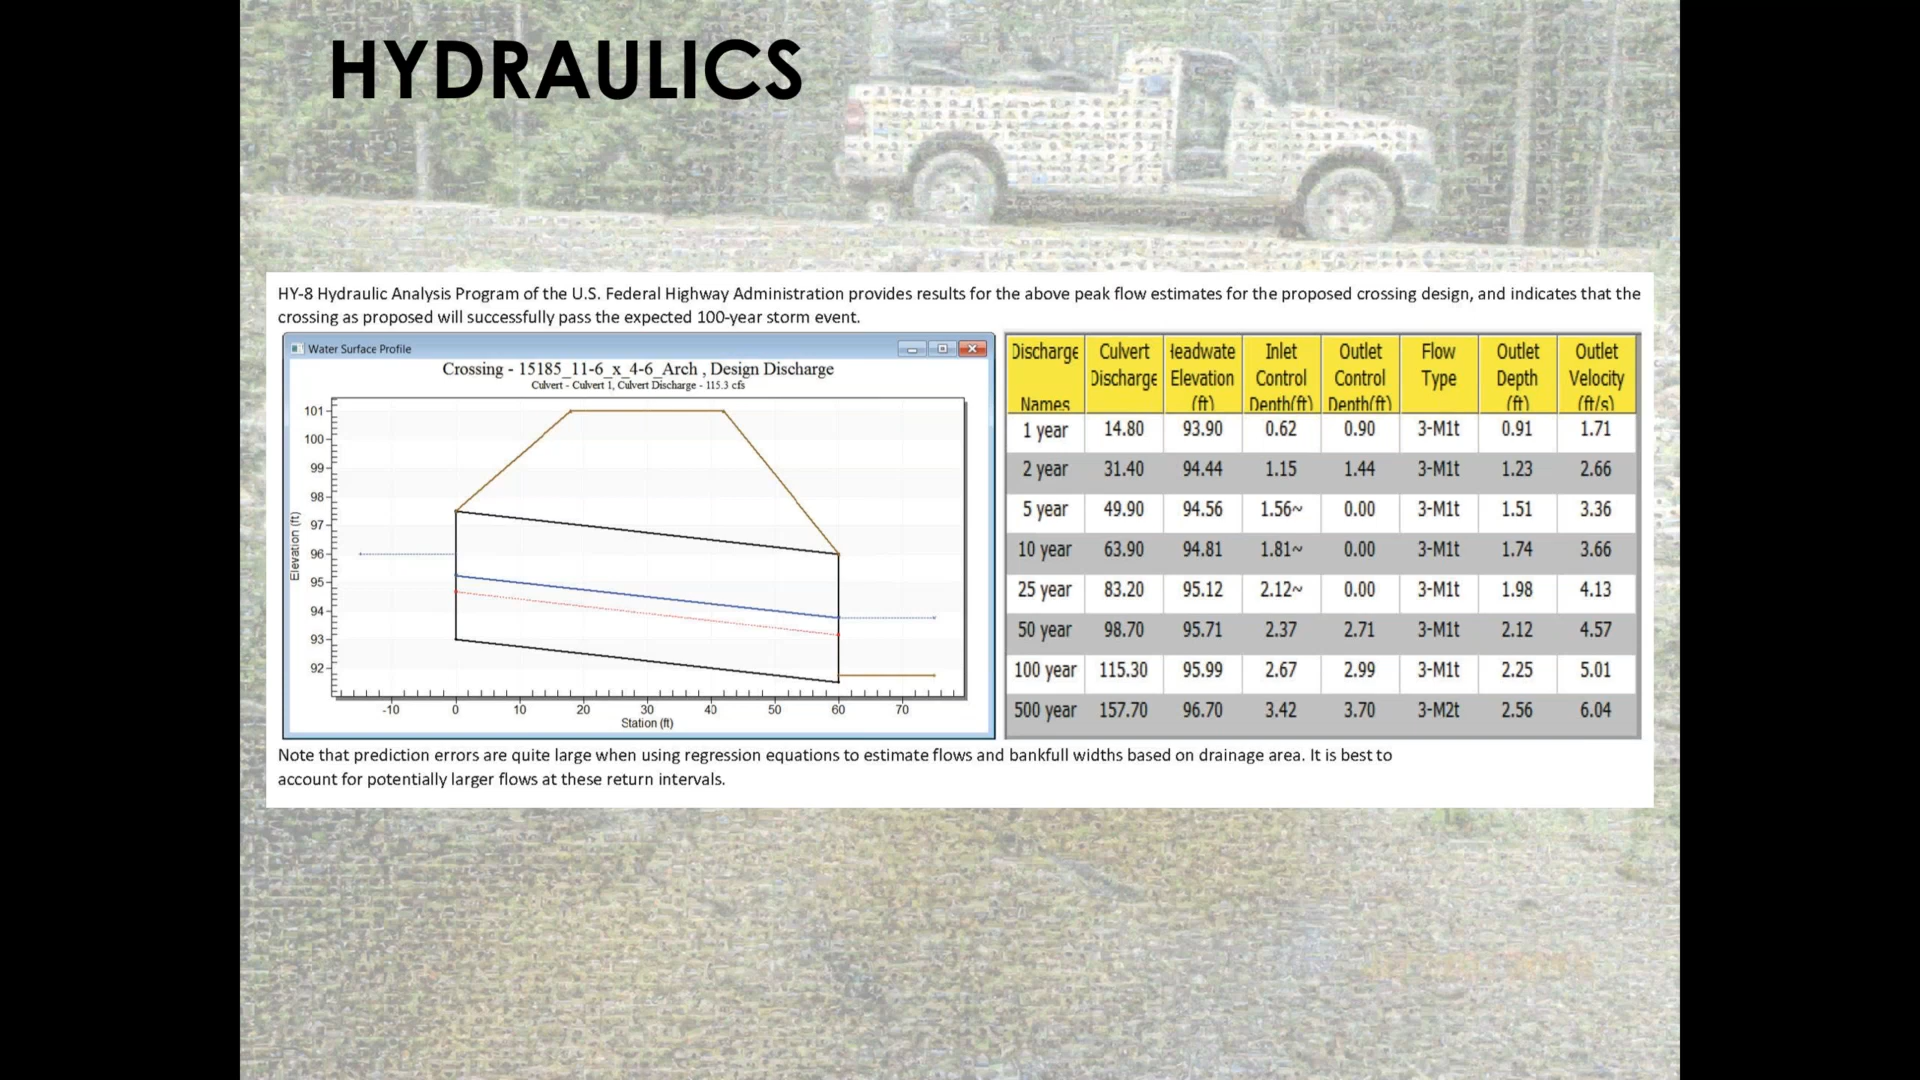 HYDRAULICS
HY-8 Hydraulic Analysis Program of the U.S. Federal Highway Administration provides results for the above peak flow estimates for the proposed crossing design, and indicates that the
crossing as proposed will successfully pass the expected 100-year storm event.
Water Surface Profile
Crossing - 15185_11-6_x_4-6_Arch , Design Discharge
Culvert - Culvert 1, Culvert Discharge - 115.3 cfs
101
100
99
98
97
96
95
94
93
92
Elevation (ft)
-10 0 10 20 30 40 50 60 70
Station (ft)
Discharge Culvert Headwate Inlet Outlet Flow Outlet Outlet
Discharge Elevation Control Control Type Depth Velocity
Names (ft) Depth(ft) Depth(ft) (ft) (ft/s)
1 year 14.80 93.90 0.62 0.90 3-M1t 0.91 1.71
2 year 31.40 94.44 1.15 1.44 3-M1t 1.23 2.66
5 year 49.90 94.56 1.56~ 0.00 3-M1t 1.51 3.36
10 year 63.90 94.81 1.81~ 0.00 3-M1t 1.74 3.66
25 year 83.20 95.12 2.12~ 0.00 3-M1t 1.98 4.13
50 year 98.70 95.71 2.37 2.71 3-M1t 2.12 4.57
100 year 115.30 95.99 2.67 2.99 3-M1t 2.25 5.01
500 year 157.70 96.70 3.42 3.70 3-M2t 2.56 6.04
Note that prediction errors are quite large when using regression equations to estimate flows and bankfull widths based on drainage area. It is best to
account for potentially larger flows at these return intervals.